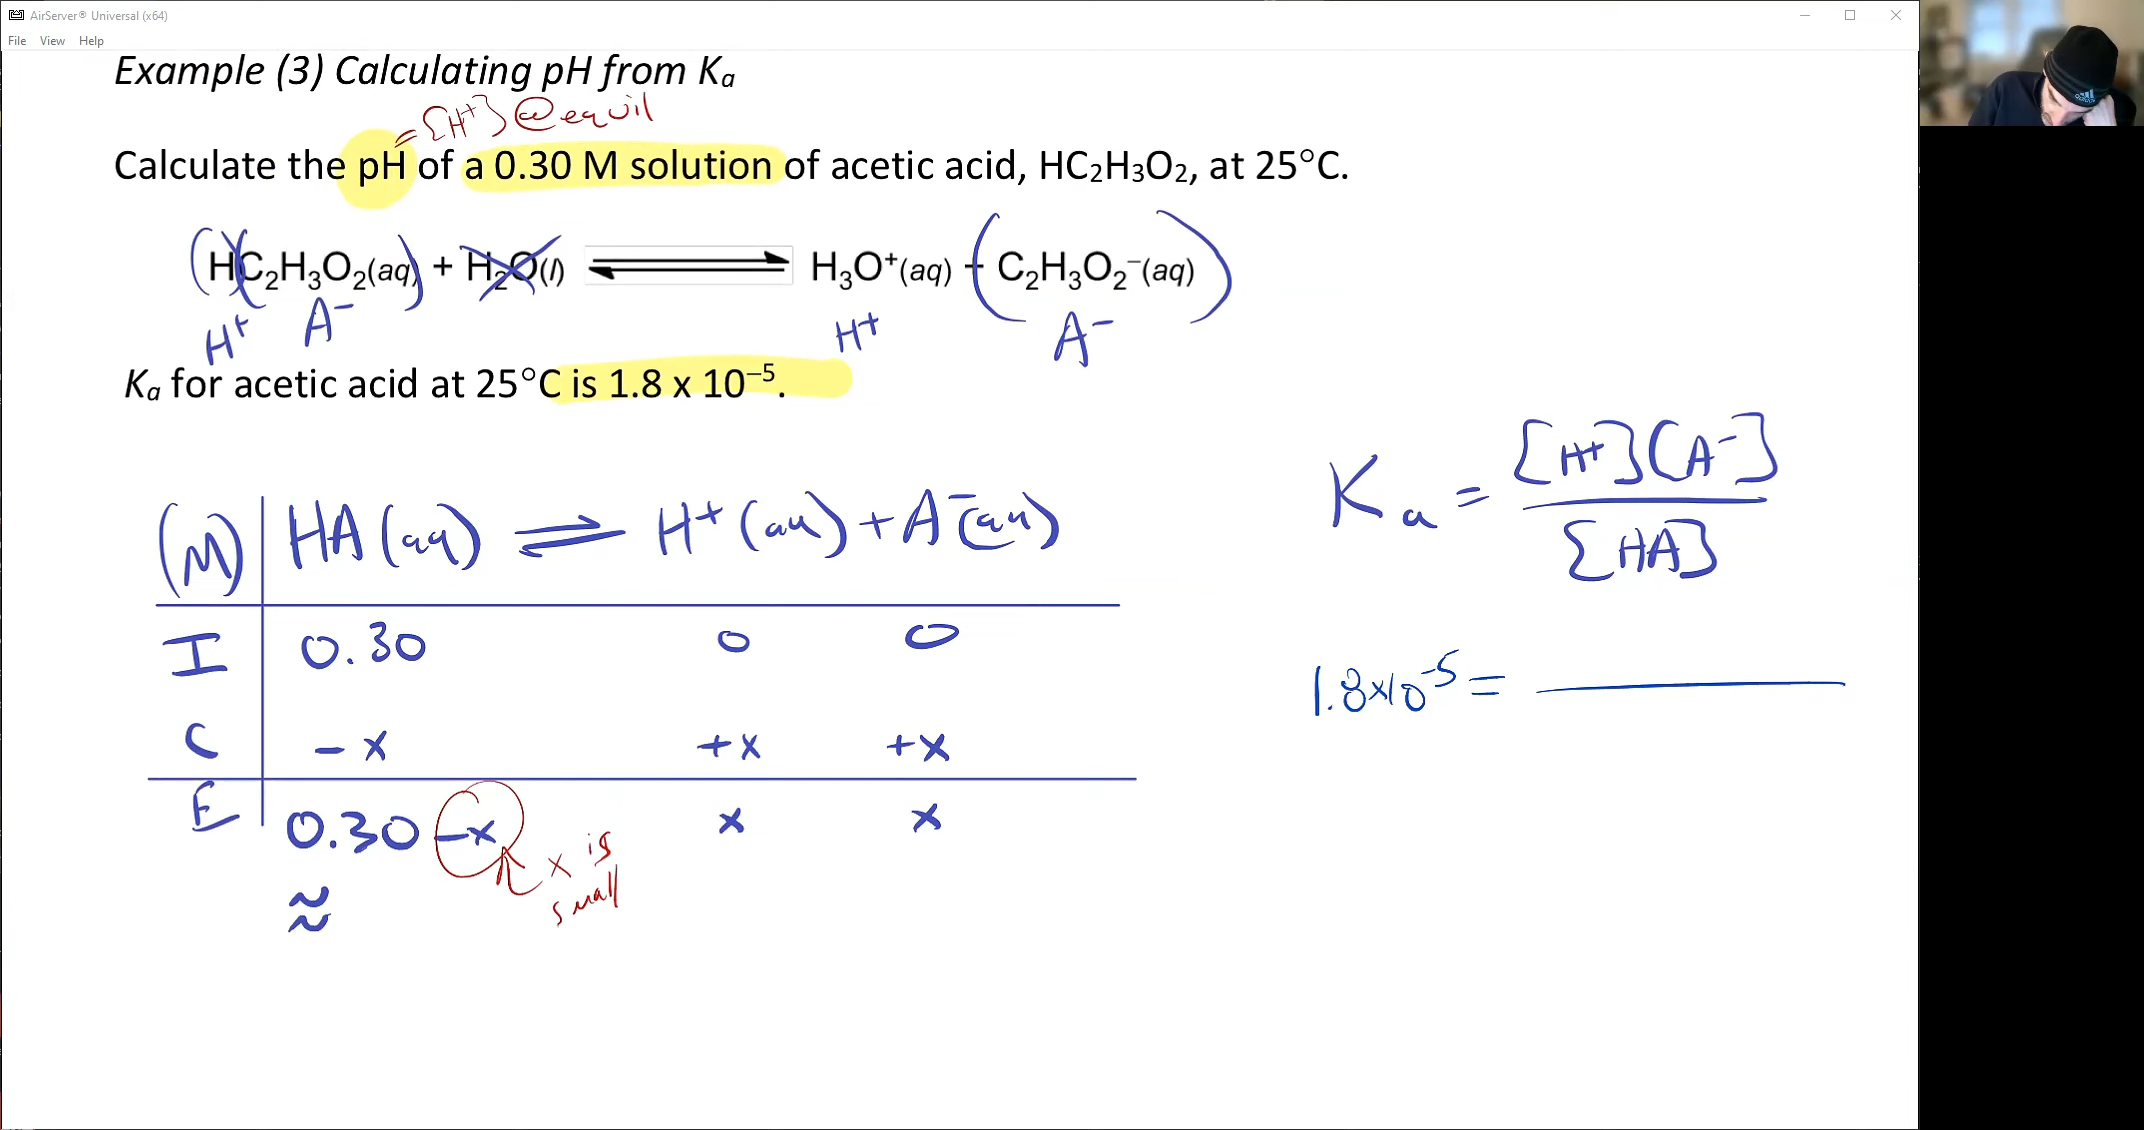 AirServer® Universal (x64)
File View Help
Example (3) Calculating pH from Kₐ
= [H⁺] @ equil
Calculate the pH of a 0.30 M solution of acetic acid, HC₂H₃O₂, at 25°C.
HC₂H₃O₂(aq) + H₂O(l) ⇌ H₃O⁺(aq) + C₂H₃O₂⁻(aq)
H⁺ A⁻ H⁺ A⁻
Kₐ for acetic acid at 25°C is 1.8 x 10⁻⁵.
Kₐ = [H⁺][A⁻] / [HA]
(M) HA(aq) ⇌ H⁺(aq) + A⁻(aq)
I 0.30 0 0
1.8x10⁻⁵ =
C -x +x +x
E 0.30 -x x x
x is
small
≈